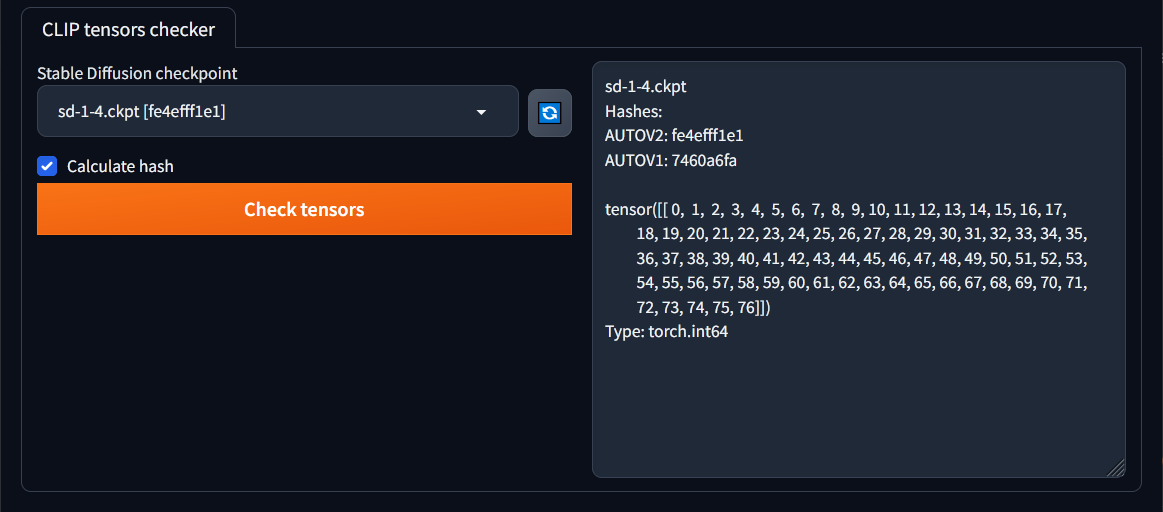 CLIP tensors checker
Stable Diffusion checkpoint
sd-1-4.ckpt [fe4efff1e1]
Calculate hash
Check tensors
sd-1-4.ckpt
Hashes:
AUTOV2: fe4efff1e1
AUTOV1: 7460a6fa
tensor([[ 0, 1, 2, 3, 4, 5, 6, 7, 8, 9, 10, 11, 12, 13, 14, 15, 16, 17,
18, 19, 20, 21, 22, 23, 24, 25, 26, 27, 28, 29, 30, 31, 32, 33, 34, 35,
36, 37, 38, 39, 40, 41, 42, 43, 44, 45, 46, 47, 48, 49, 50, 51, 52, 53,
54, 55, 56, 57, 58, 59, 60, 61, 62, 63, 64, 65, 66, 67, 68, 69, 70, 71,
72, 73, 74, 75, 76]])
Type: torch.int64